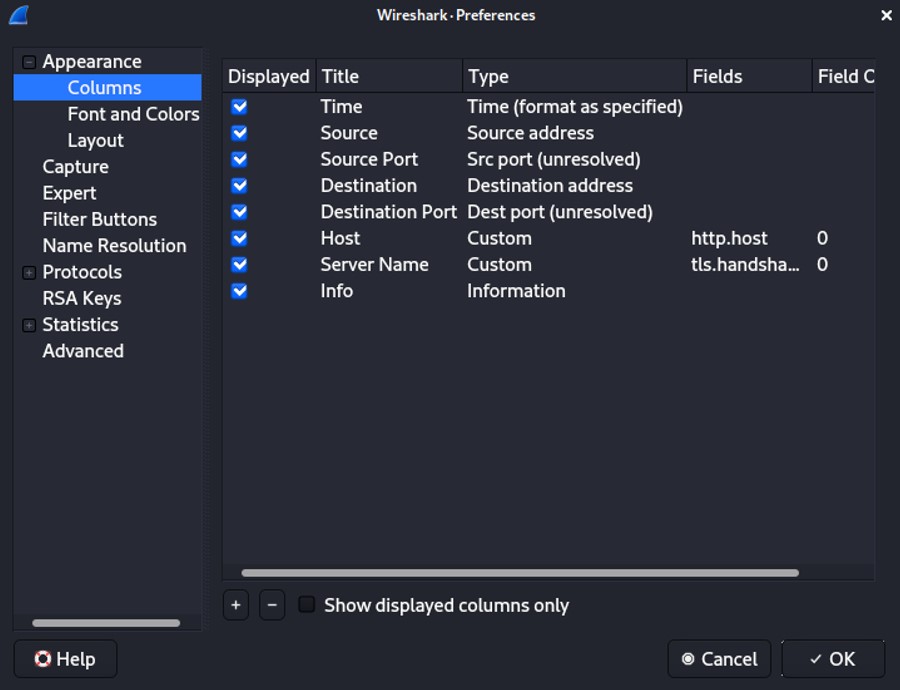 Wireshark · Preferences
Appearance
Columns
Font and Colors
Layout
Capture
Expert
Filter Buttons
Name Resolution
Protocols
RSA Keys
Statistics
Advanced
Displayed Title Type Fields Field O
Time Time (format as specified)
Source Source address
Source Port Src port (unresolved)
Destination Destination address
Destination Port Dest port (unresolved)
Host Custom http.host 0
Server Name Custom tls.handsha... 0
Info Information
+ − Show displayed columns only
Help Cancel OK